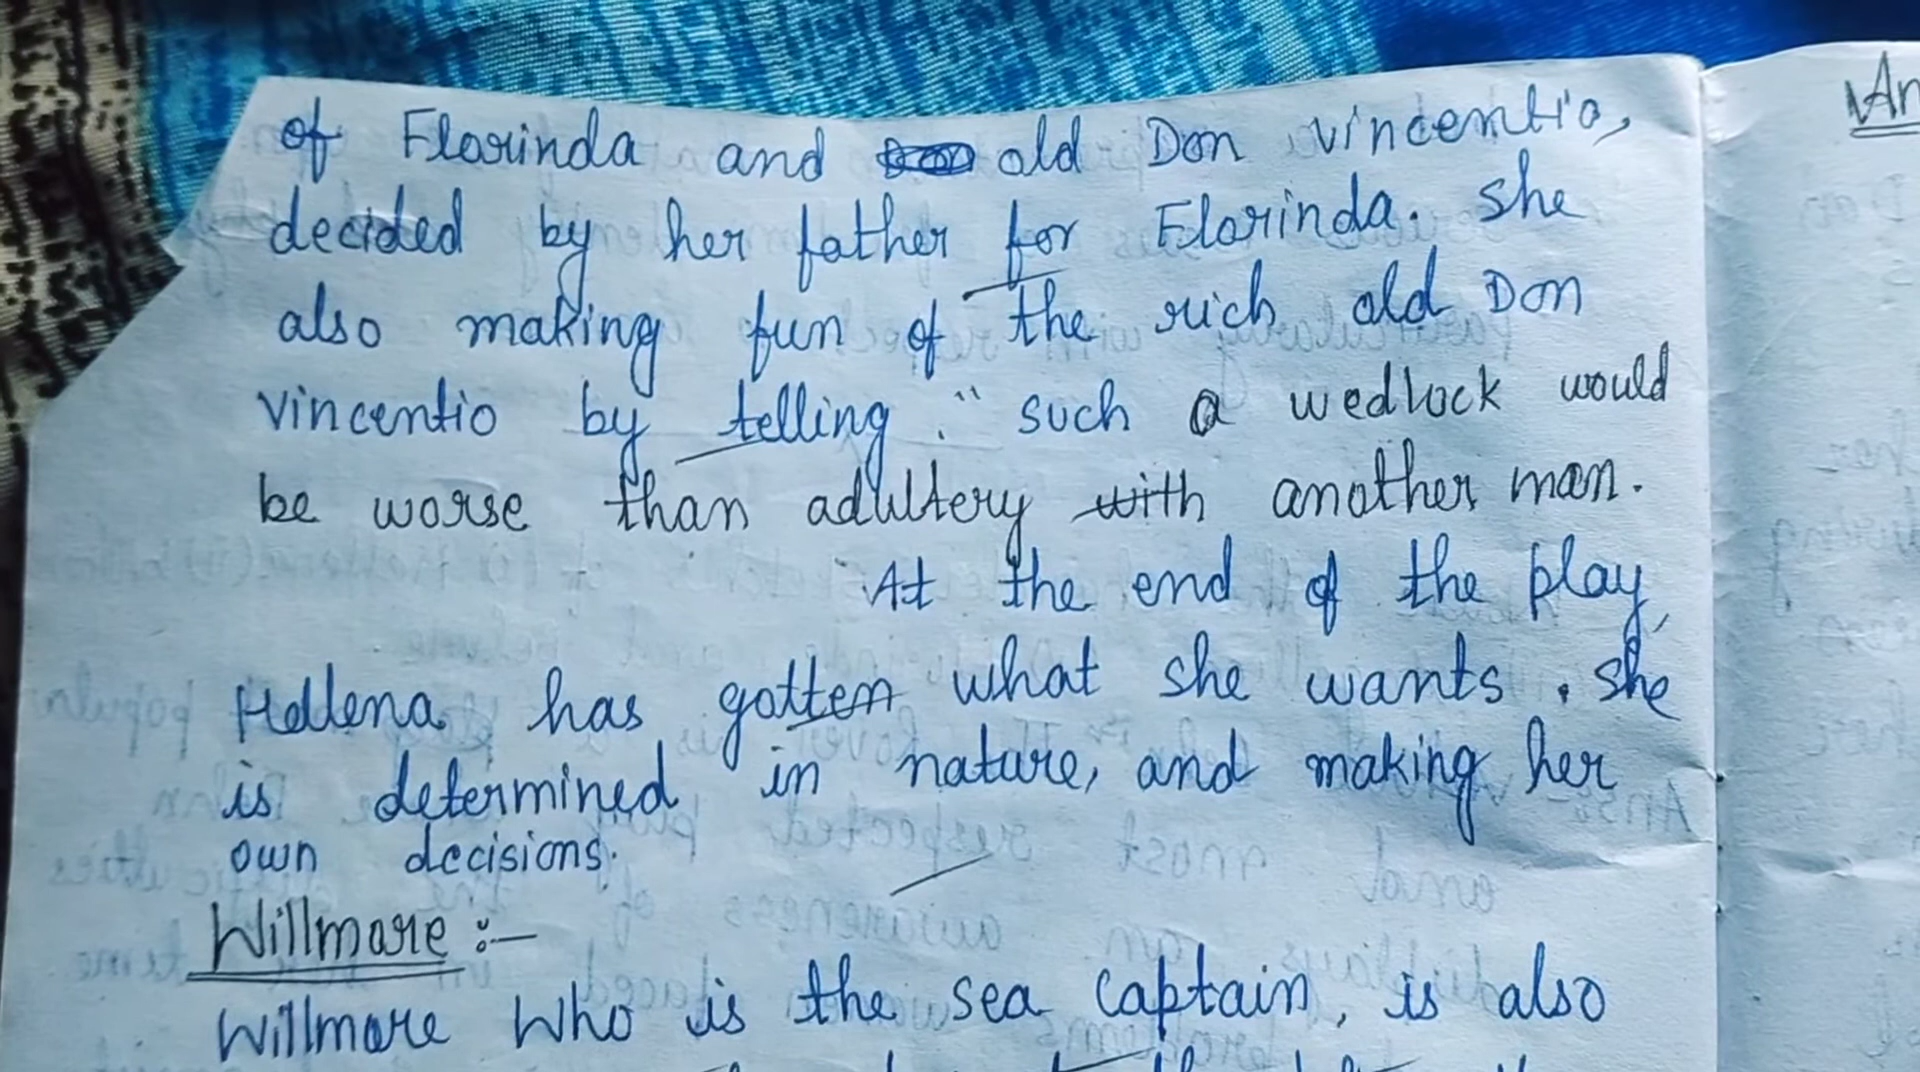 of Florinda and old Don vincentio,
decided by her father for Florinda. She
also making fun of the rich old Don
vincentio by telling : " such a wedlock would
be worse than adultery with another man.
At the end of the play,
Hellena has gotten what she wants. she
is determined in nature, and making her
own decisions.
Willmore :-
Willmore who is the sea captain, is also
An